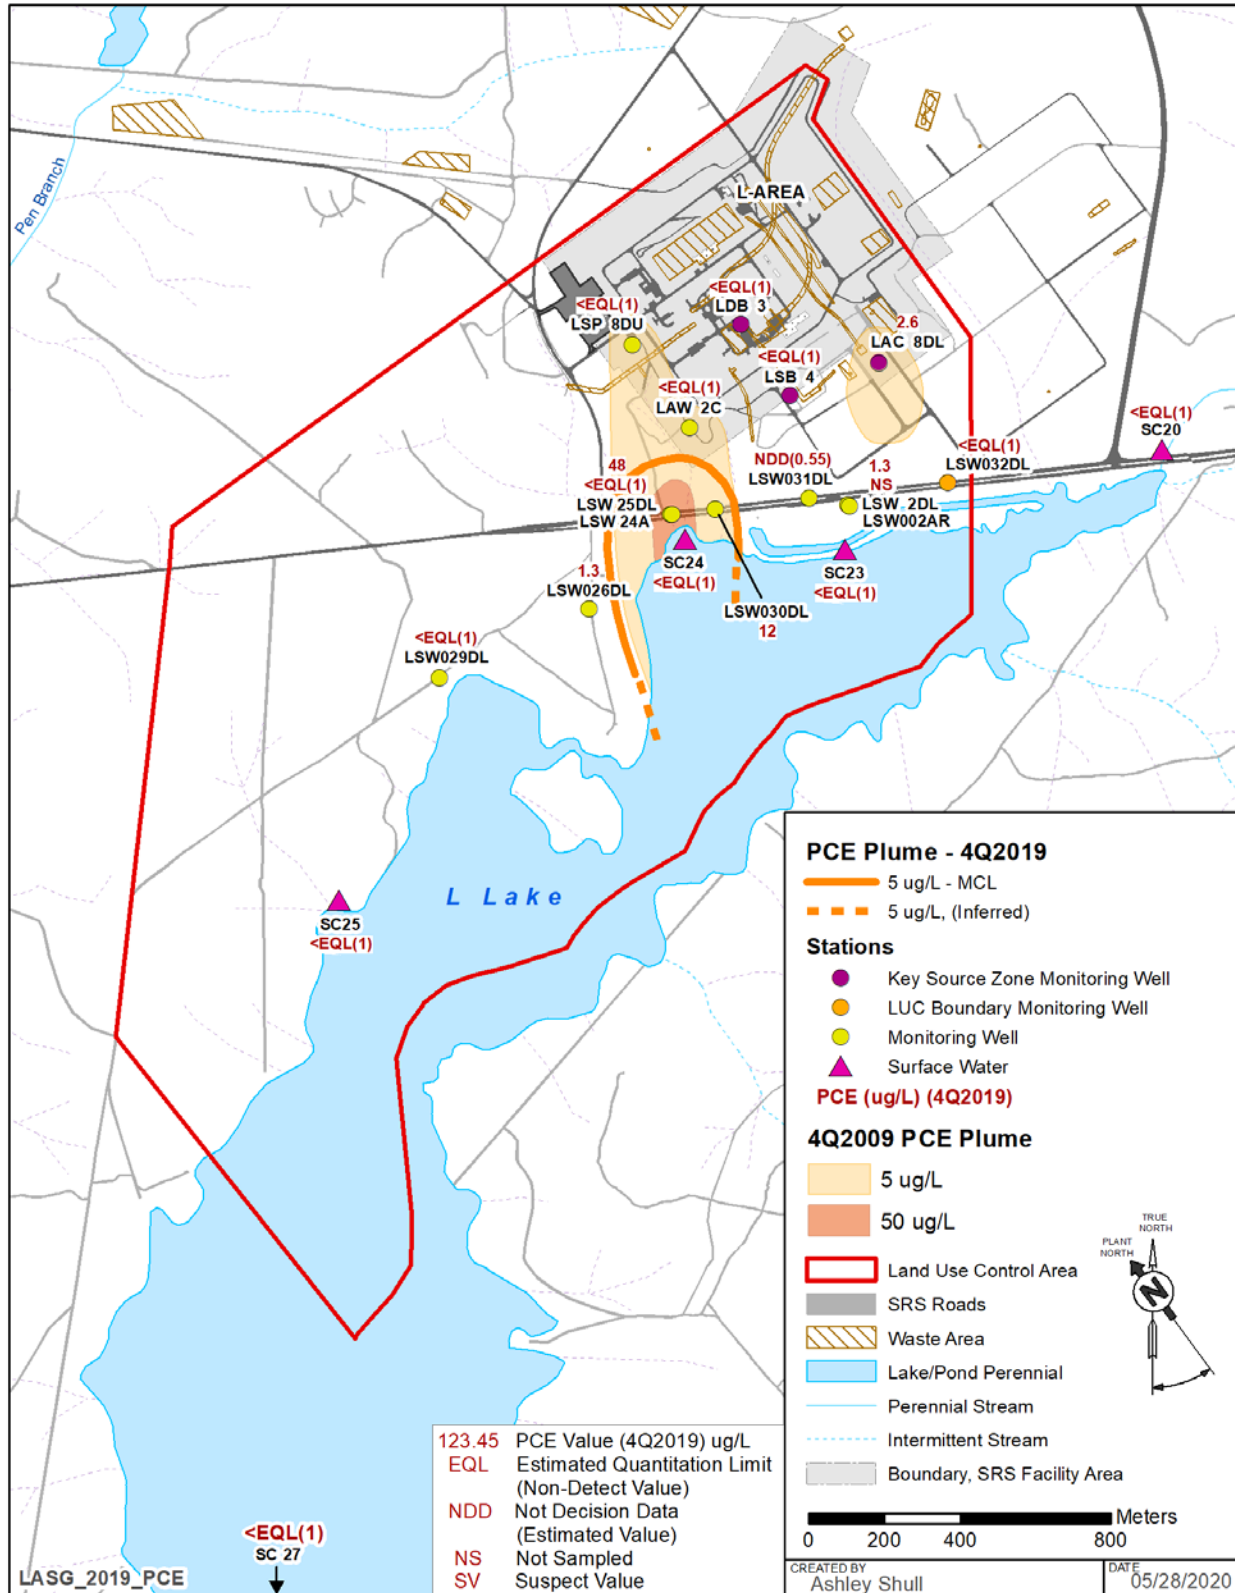 Pen Branch
L-AREA
<EQL(1)
LSP 8DU
<EQL(1)
LDB 3
2.6
LAC 8DL
<EQL(1)
LSB 4
<EQL(1)
LAW 2C
<EQL(1)
SC20
<EQL(1)
LSW032DL
NDD(0.55)
LSW031DL
1.3
NS
LSW 2DL
LSW002AR
48
<EQL(1)
LSW 25DL
LSW 24A
SC24
<EQL(1)
SC23
<EQL(1)
1.3
LSW026DL
LSW030DL
12
<EQL(1)
LSW029DL
L Lake
SC25
<EQL(1)
<EQL(1)
SC 27
LASG_2019_PCE
PCE Plume - 4Q2019
5 ug/L - MCL
5 ug/L, (Inferred)
Stations
Key Source Zone Monitoring Well
LUC Boundary Monitoring Well
Monitoring Well
Surface Water
PCE (ug/L) (4Q2019)
4Q2009 PCE Plume
5 ug/L
50 ug/L
Land Use Control Area
SRS Roads
Waste Area
Lake/Pond Perennial
Perennial Stream
Intermittent Stream
Boundary, SRS Facility Area
TRUE
NORTH
PLANT
NORTH
N
Meters
0 200 400 800
123.45 PCE Value (4Q2019) ug/L
EQL Estimated Quantitation Limit
(Non-Detect Value)
NDD Not Decision Data
(Estimated Value)
NS Not Sampled
SV Suspect Value
CREATED BY
Ashley Shull
DATE
05/28/2020